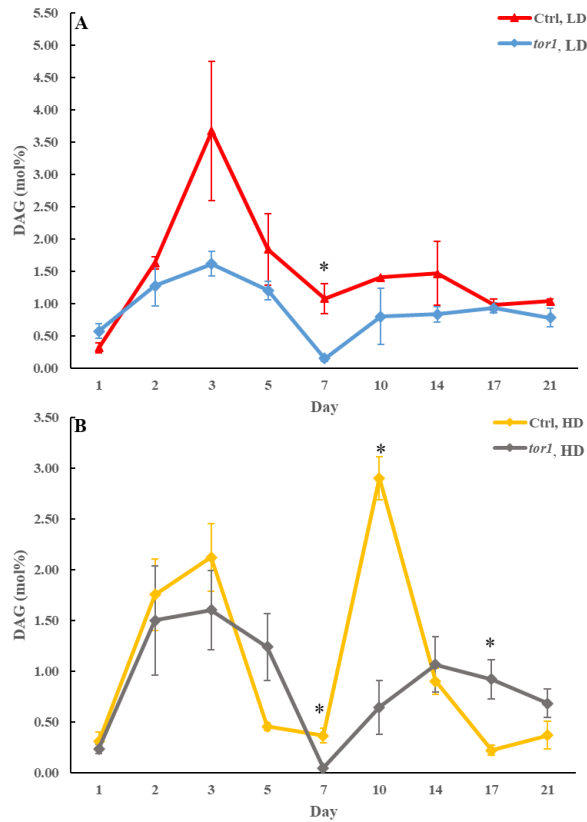 A
Ctrl, LD
tor1, LD
DAG (mol%)
5.50
5.00
4.50
4.00
3.50
3.00
2.50
2.00
1.50
1.00
0.50
0.00
*
1 2 3 5 7 10 14 17 21
Day
B
Ctrl, HD
tor1, HD
DAG (mol%)
3.50
3.00
2.50
2.00
1.50
1.00
0.50
0.00
*
*
*
1 2 3 5 7 10 14 17 21
Day